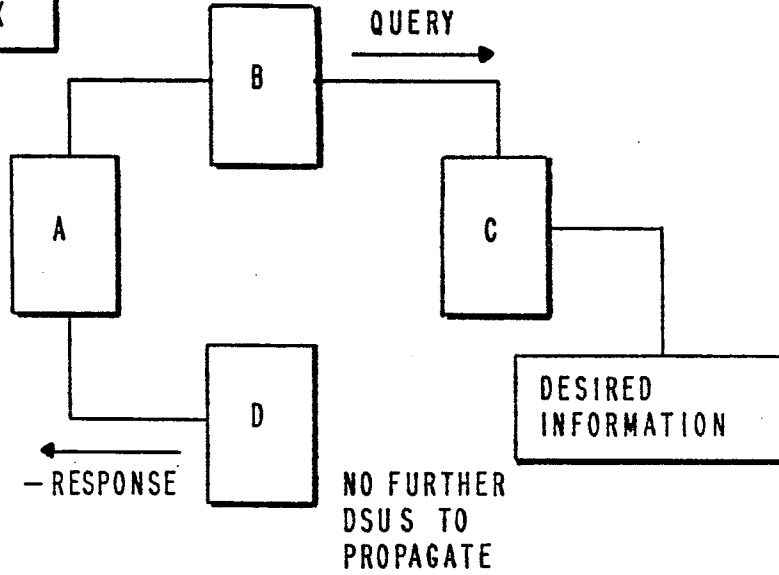 X
QUERY
B
A
C
D
DESIRED
INFORMATION
– RESPONSE
NO FURTHER
DSUS TO
PROPAGATE